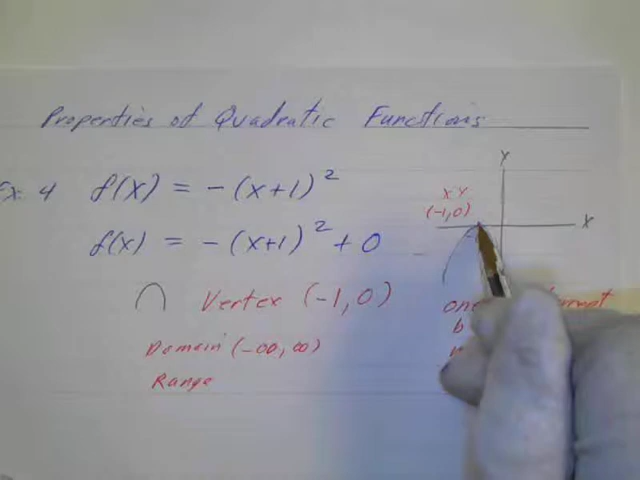 Properties of Quadratic Functions
Ex. 4 f(x) = -(x+1)²
f(x) = -(x+1)² + 0
Vertex (-1, 0)
Domain (-∞, ∞)
Range
Y
X Y
(-1, 0)
X
one